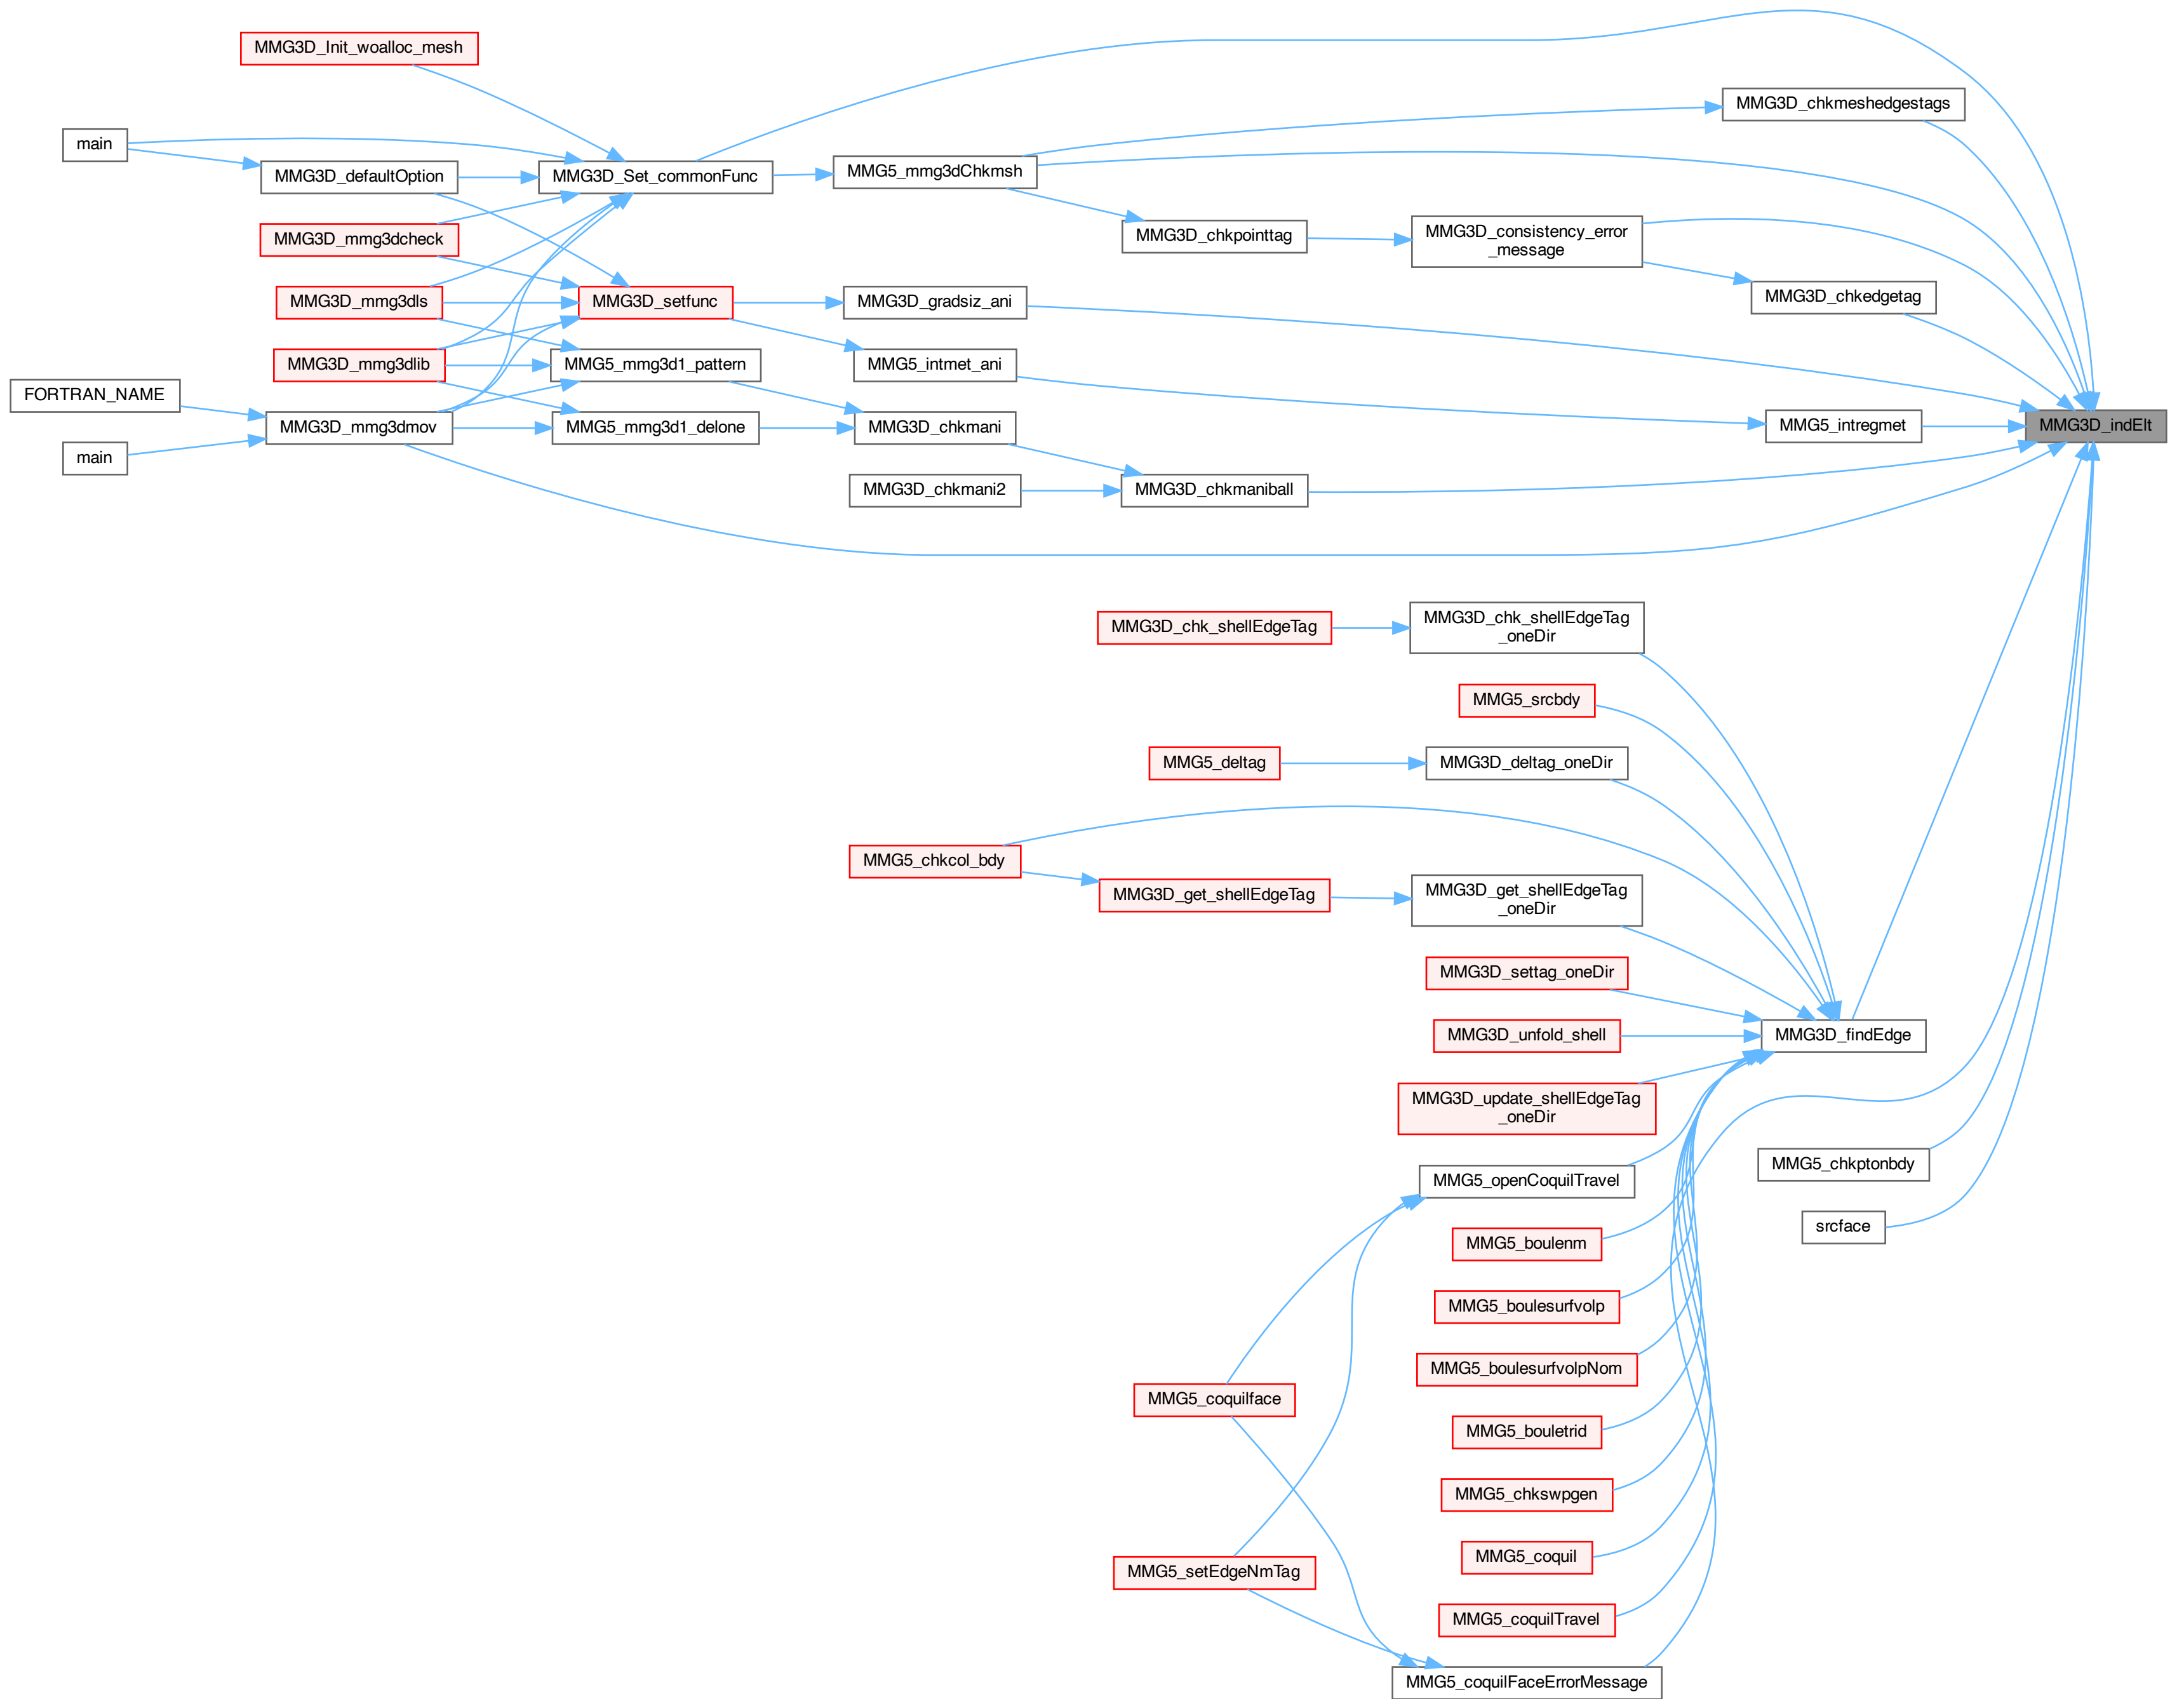 MMG3D_Init_woalloc_mesh
MMG3D_chkmeshedgestags
main
MMG3D_defaultOption
MMG3D_Set_commonFunc
MMG5_mmg3dChkmsh
MMG3D_mmg3dcheck
MMG3D_chkpointtag
MMG3D_consistency_error
_message
MMG3D_mmg3dls
MMG3D_setfunc
MMG3D_gradsiz_ani
MMG3D_chkedgetag
MMG3D_mmg3dlib
MMG5_mmg3d1_pattern
MMG5_intmet_ani
FORTRAN_NAME
MMG3D_mmg3dmov
MMG5_mmg3d1_delone
MMG3D_chkmani
MMG5_intregmet
MMG3D_indElt
main
MMG3D_chkmani2
MMG3D_chkmaniball
MMG3D_chk_shellEdgeTag
MMG3D_chk_shellEdgeTag
_oneDir
MMG5_srcbdy
MMG5_deltag
MMG3D_deltag_oneDir
MMG5_chkcol_bdy
MMG3D_get_shellEdgeTag
MMG3D_get_shellEdgeTag
_oneDir
MMG3D_settag_oneDir
MMG3D_unfold_shell
MMG3D_findEdge
MMG3D_update_shellEdgeTag
_oneDir
MMG5_openCoquilTravel
MMG5_chkptonbdy
srcface
MMG5_boulenm
MMG5_boulesurfvolp
MMG5_boulesurfvolpNom
MMG5_coquilface
MMG5_bouletrid
MMG5_chkswpgen
MMG5_coquil
MMG5_setEdgeNmTag
MMG5_coquilTravel
MMG5_coquilFaceErrorMessage